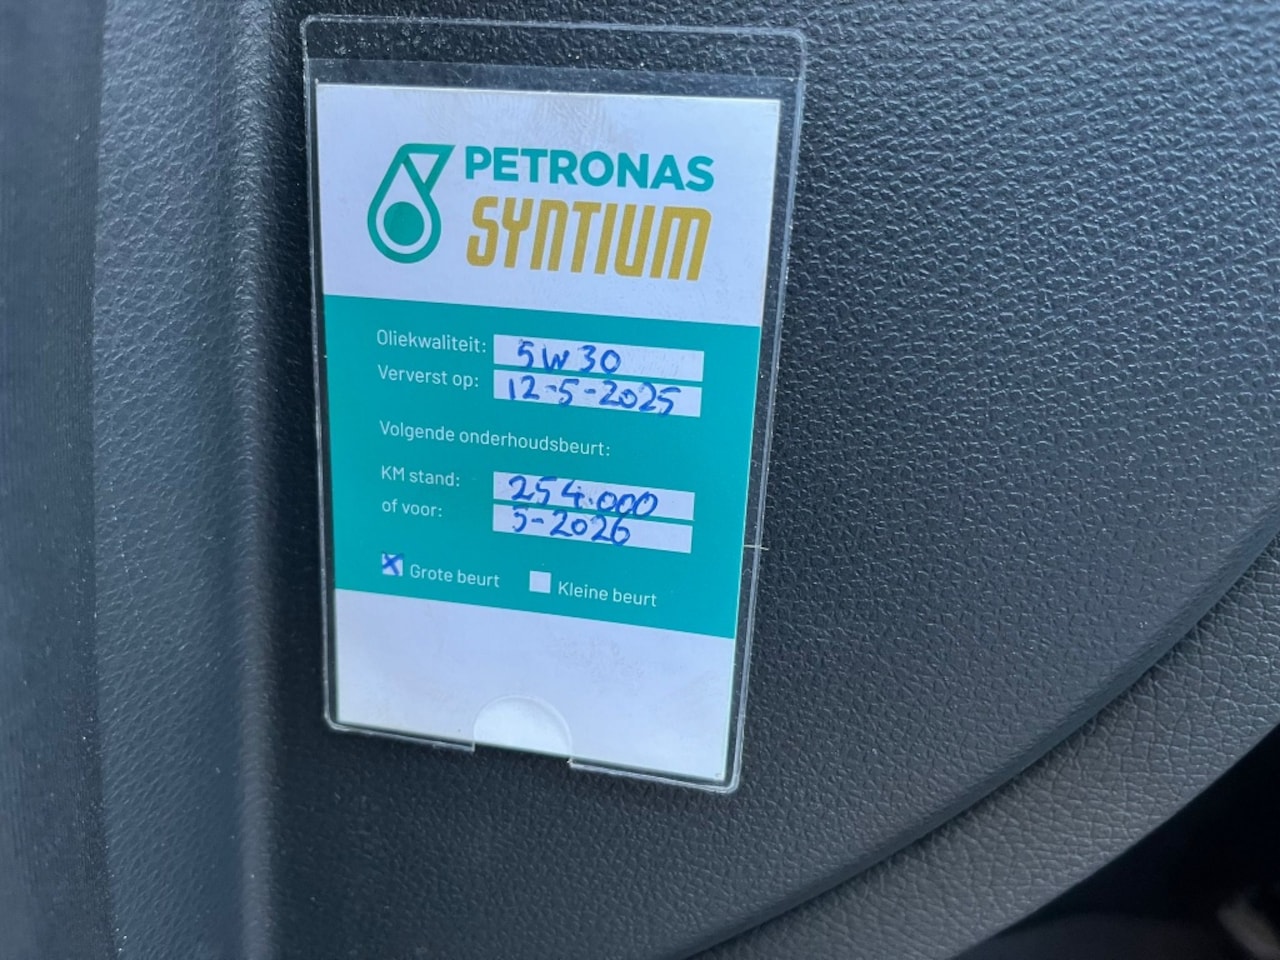 PETRONAS
SYNTIUM
Oliekwaliteit: 5W30
Ververst op: 12-5-2025
Volgende onderhoudsbeurt:
KM stand: 254.000
of voor: 5-2026
x Grote beurt Kleine beurt